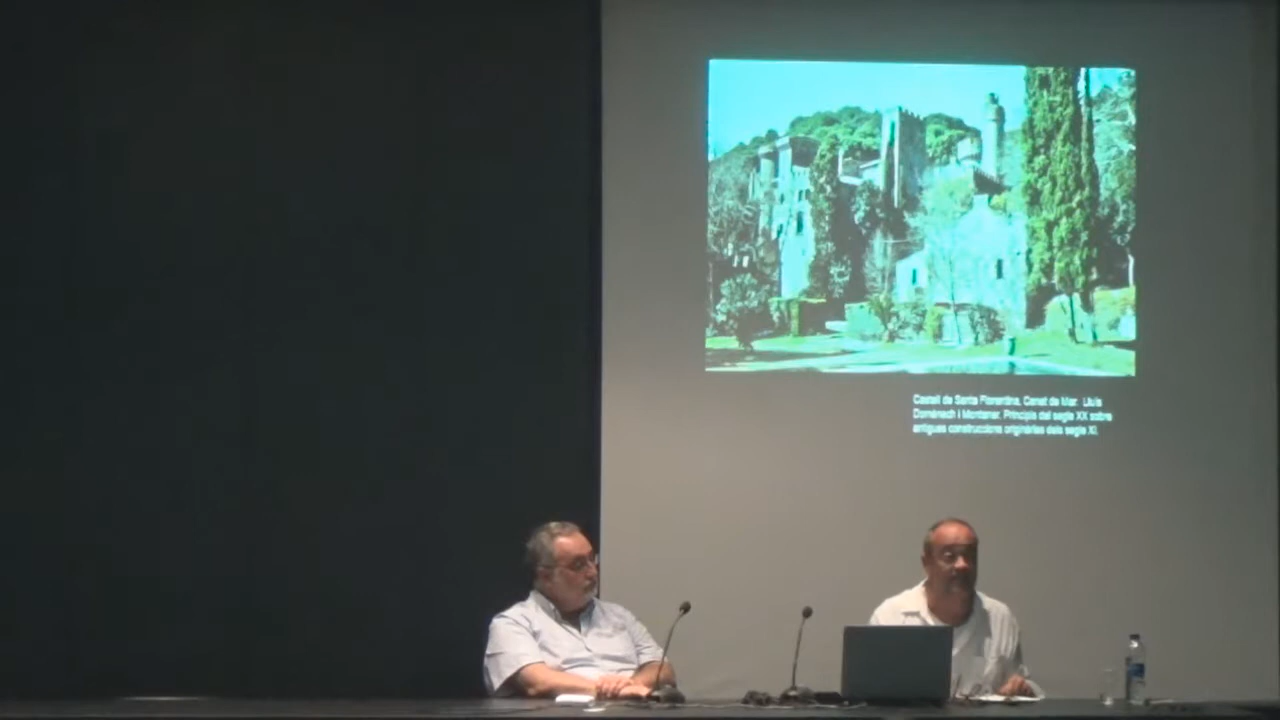 Castell de Santa Florentina, Canet de Mar. Lluís
Domènech i Montaner. Principis del segle XX sobre
antigues construccions originàries dels segle XI.